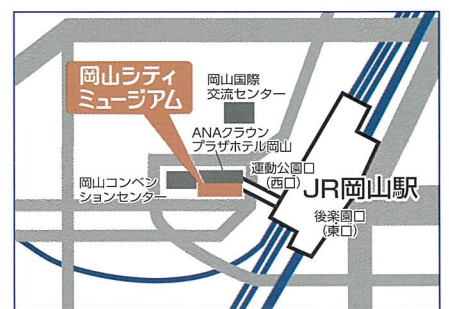 岡山シティ
ミュージアム
岡山国際
交流センター
ANAクラウン
プラザホテル岡山
運動公園口
(西口)
JR岡山駅
岡山コンベン
ションセンター
後楽園口
(東口)